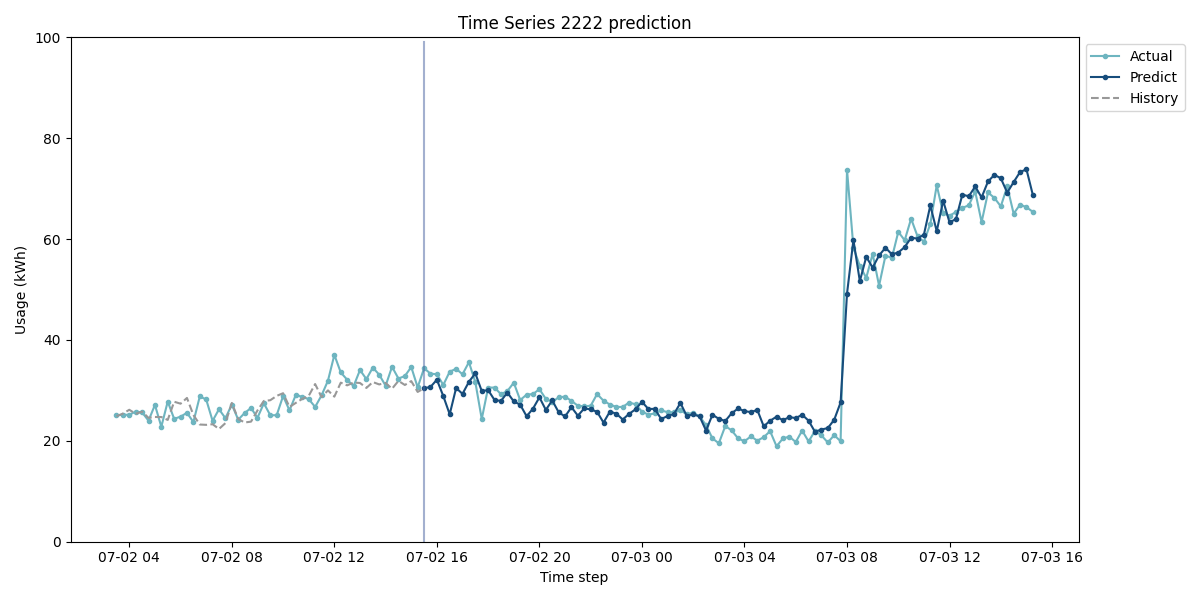 Time Series 2222 prediction
Usage (kWh)
100
80
60
40
20
0
07-02 04
07-02 08
07-02 12
07-02 16
07-02 20
07-03 00
07-03 04
07-03 08
07-03 12
07-03 16
Time step
Actual
Predict
History